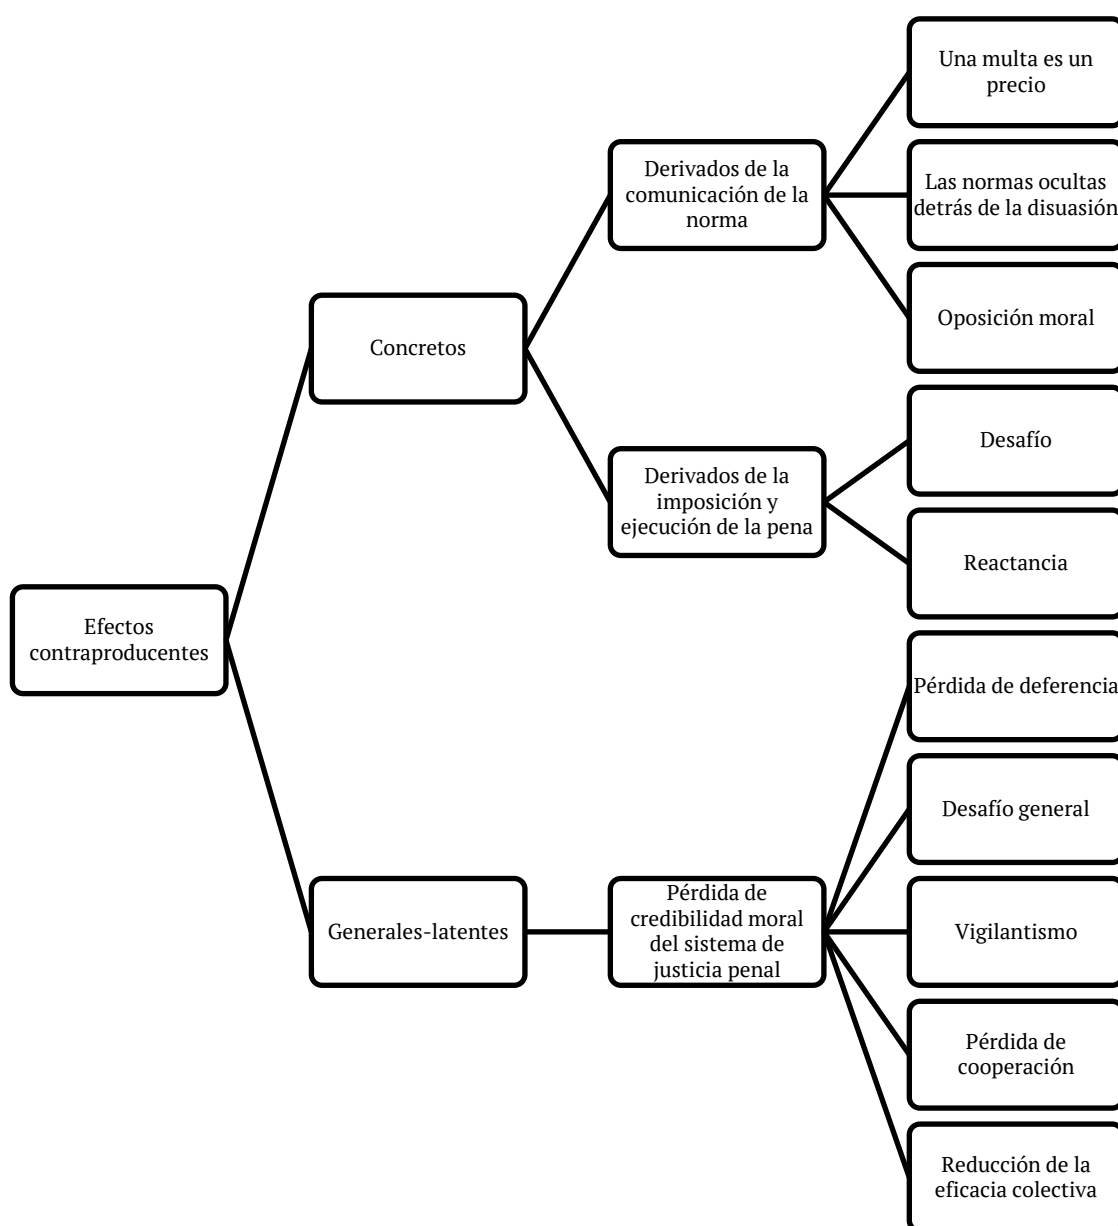 Una multa es un
precio
Derivados de la
comunicación de la
norma
Las normas ocultas
detrás de la disuasión
Oposición moral
Concretos
Desafío
Derivados de la
imposición y
ejecución de la pena
Reactancia
Efectos
contraproducentes
Pérdida de deferencia
Desafío general
Generales-latentes
Pérdida de
credibilidad moral
del sistema de
justicia penal
Vigilantismo
Pérdida de
cooperación
Reducción de la
eficacia colectiva